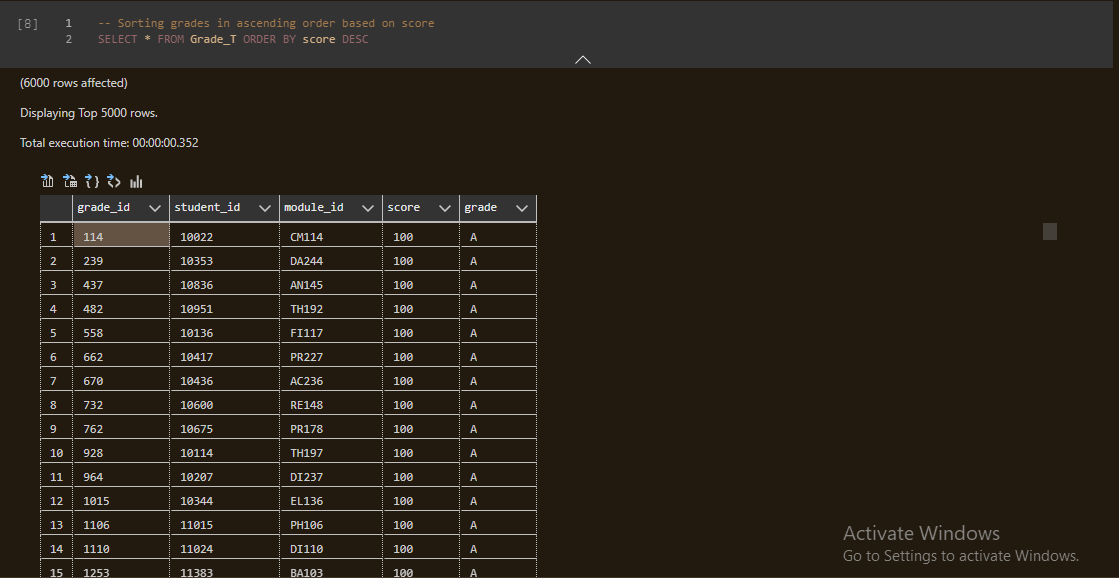 [8] 1 -- Sorting grades in ascending order based on score
2 SELECT * FROM Grade_T ORDER BY score DESC
(6000 rows affected)
Displaying Top 5000 rows.
Total execution time: 00:00:00.352
grade_id student_id module_id score grade
1 114 10022 CM114 100 A
2 239 10353 DA244 100 A
3 437 10836 AN145 100 A
4 482 10951 TH192 100 A
5 558 10136 FI117 100 A
6 662 10417 PR227 100 A
7 670 10436 AC236 100 A
8 732 10600 RE148 100 A
9 762 10675 PR178 100 A
10 928 10114 TH197 100 A
11 964 10207 DI237 100 A
12 1015 10344 EL136 100 A
13 1106 11015 PH106 100 A
14 1110 11024 DI110 100 A
15 1253 11383 BA103 100 A
Activate Windows
Go to Settings to activate Windows.